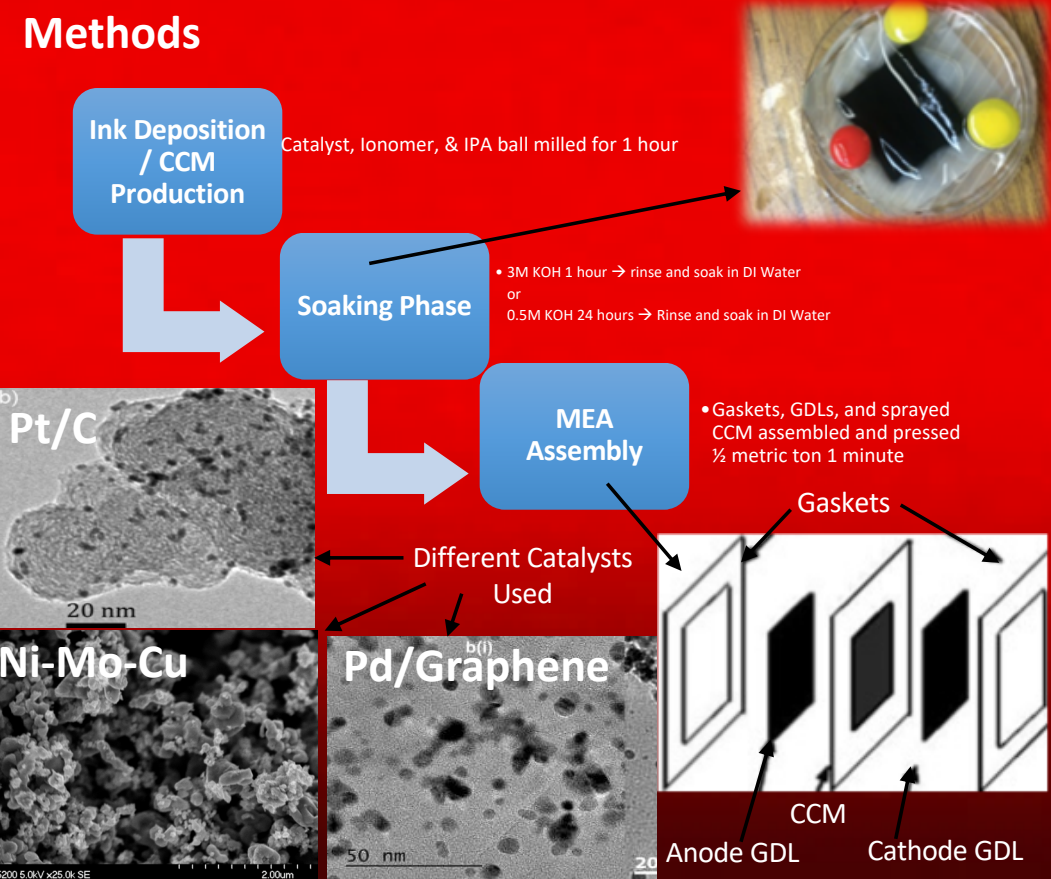 Methods
Ink Deposition
/ CCM
Production
Catalyst, Ionomer, & IPA ball milled for 1 hour
Soaking Phase
• 3M KOH 1 hour → rinse and soak in DI Water
or
0.5M KOH 24 hours → Rinse and soak in DI Water
MEA
Assembly
• Gaskets, GDLs, and sprayed
CCM assembled and pressed
½ metric ton 1 minute
Gaskets
b)
Pt/C
20 nm
Different Catalysts
Used
Ni-Mo-Cu
5200 5.0kV x25.0k SE
2.00um
b(i)
Pd/Graphene
50 nm
20
CCM
Anode GDL
Cathode GDL